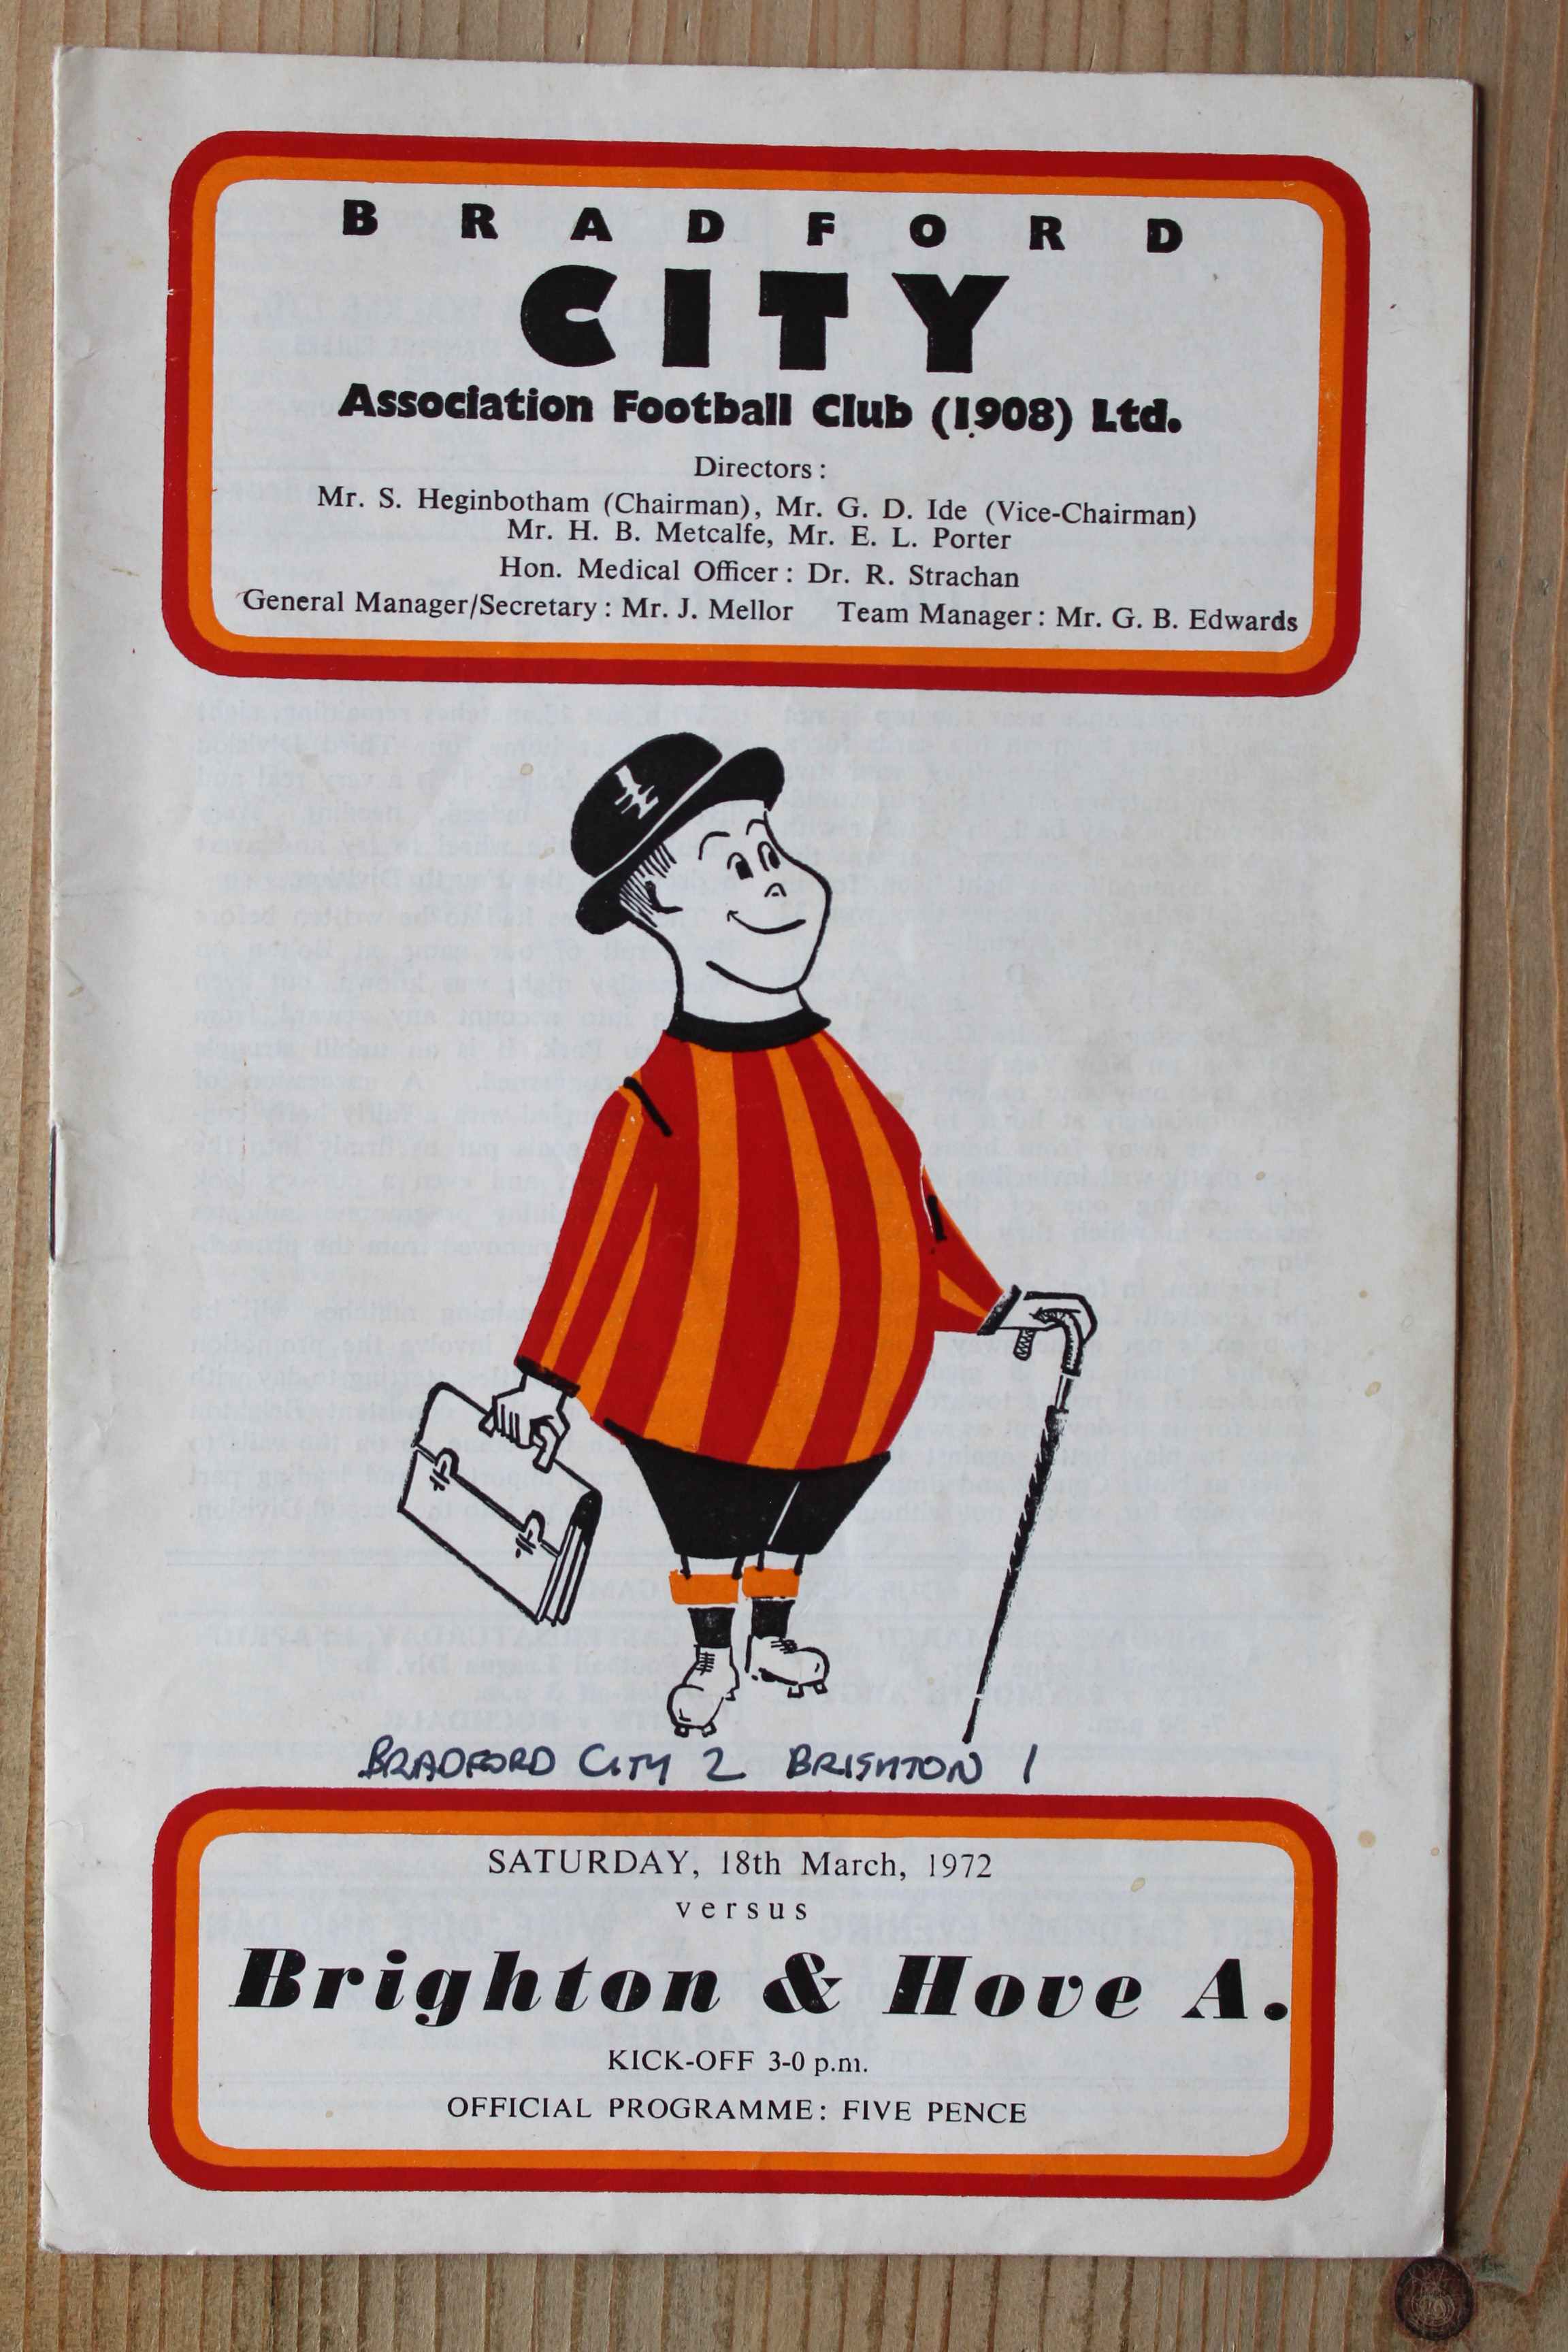 BRADFORD
CITY
Association Football Club (1908) Ltd.
Directors:
Mr. S. Heginbotham (Chairman), Mr. G. D. Ide (Vice-Chairman)
Mr. H. B. Metcalfe, Mr. E. L. Porter
Hon. Medical Officer: Dr. R. Strachan
General Manager/Secretary: Mr. J. Mellor Team Manager: Mr. G. B. Edwards
BRADFORD CITY 2 BRIGHTON 1
SATURDAY, 18th March, 1972
versus
Brighton & Hove A.
KICK-OFF 3-0 p.m.
OFFICIAL PROGRAMME: FIVE PENCE